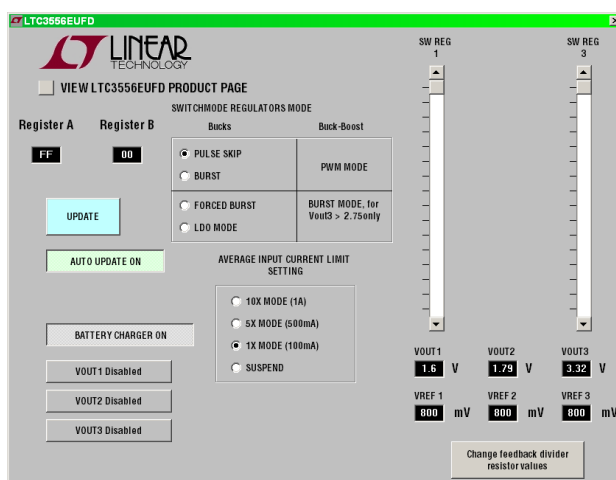 LTC3556EUFD
LT LINEAR
TECHNOLOGY
VIEW LTC3556EUFD PRODUCT PAGE
Register A
Register B
FF
00
UPDATE
AUTO UPDATE ON
BATTERY CHARGER ON
VOUT1 Disabled
VOUT2 Disabled
VOUT3 Disabled
SWITCHMODE REGULATORS MODE
Bucks
Buck-Boost
PULSE SKIP
BURST
PWM MODE
FORCED BURST
LDO MODE
BURST MODE, for
Vout3 > 2.75only
AVERAGE INPUT CURRENT LIMIT
SETTING
10X MODE (1A)
5X MODE (500mA)
1X MODE (100mA)
SUSPEND
SW REG
1
SW REG
3
VOUT1
VOUT2
VOUT3
1.6 V
1.79 V
3.32 V
VREF 1
VREF 2
VREF 3
800 mV
800 mV
800 mV
Change feedback divider
resistor values